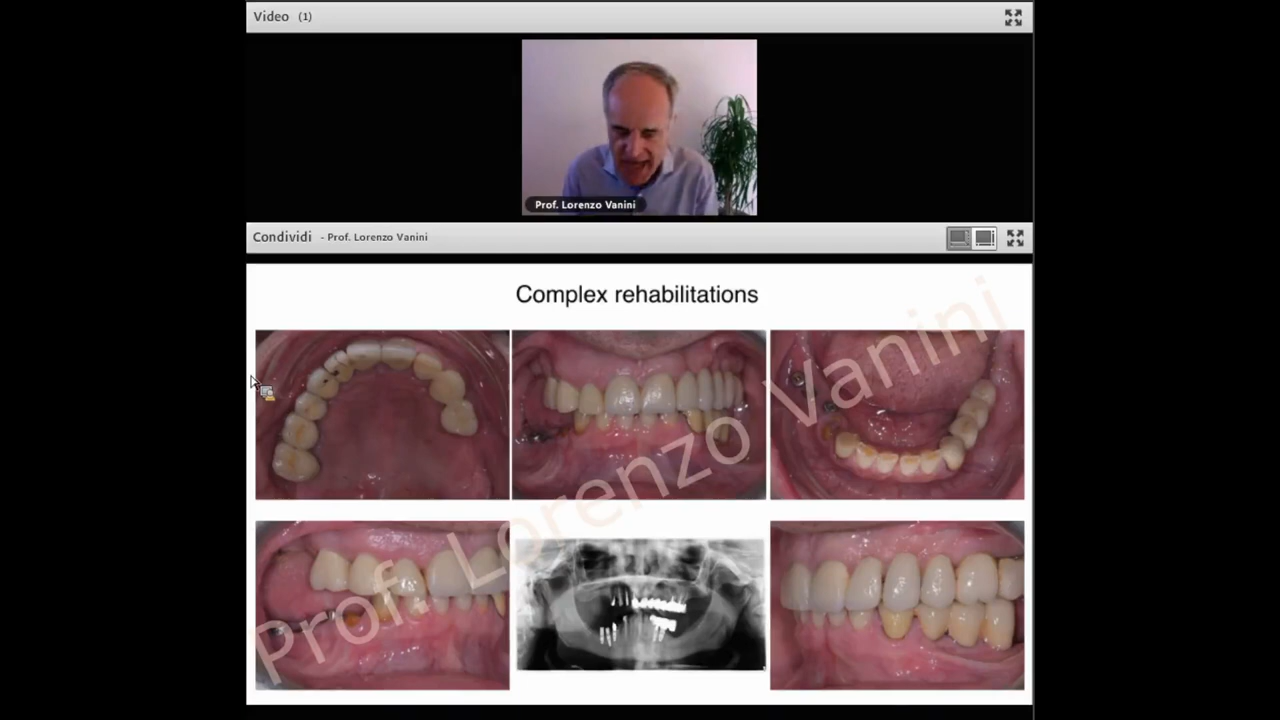 Video (1)
Prof. Lorenzo Vanini
Condividi - Prof. Lorenzo Vanini
Complex rehabilitations
Prof. Lorenzo Vanini